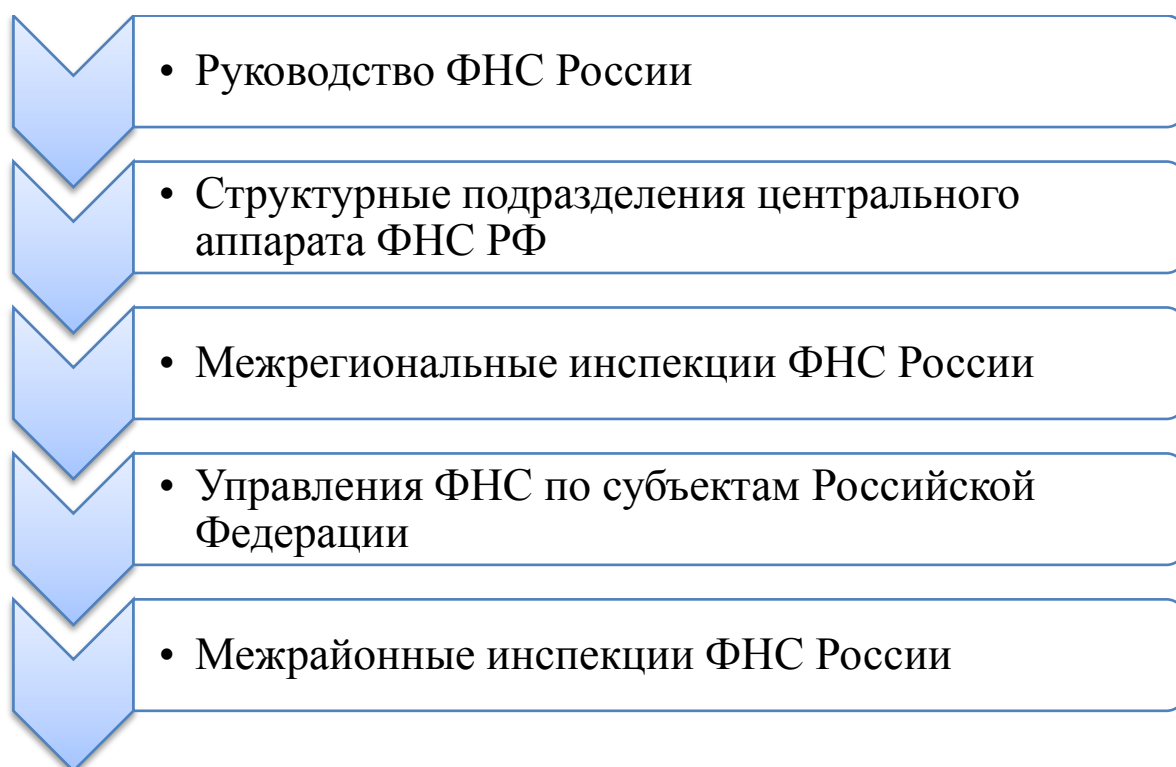 • Руководство ФНС России
• Структурные подразделения центрального
аппарата ФНС РФ
• Межрегиональные инспекции ФНС России
• Управления ФНС по субъектам Российской
Федерации
• Межрайонные инспекции ФНС России